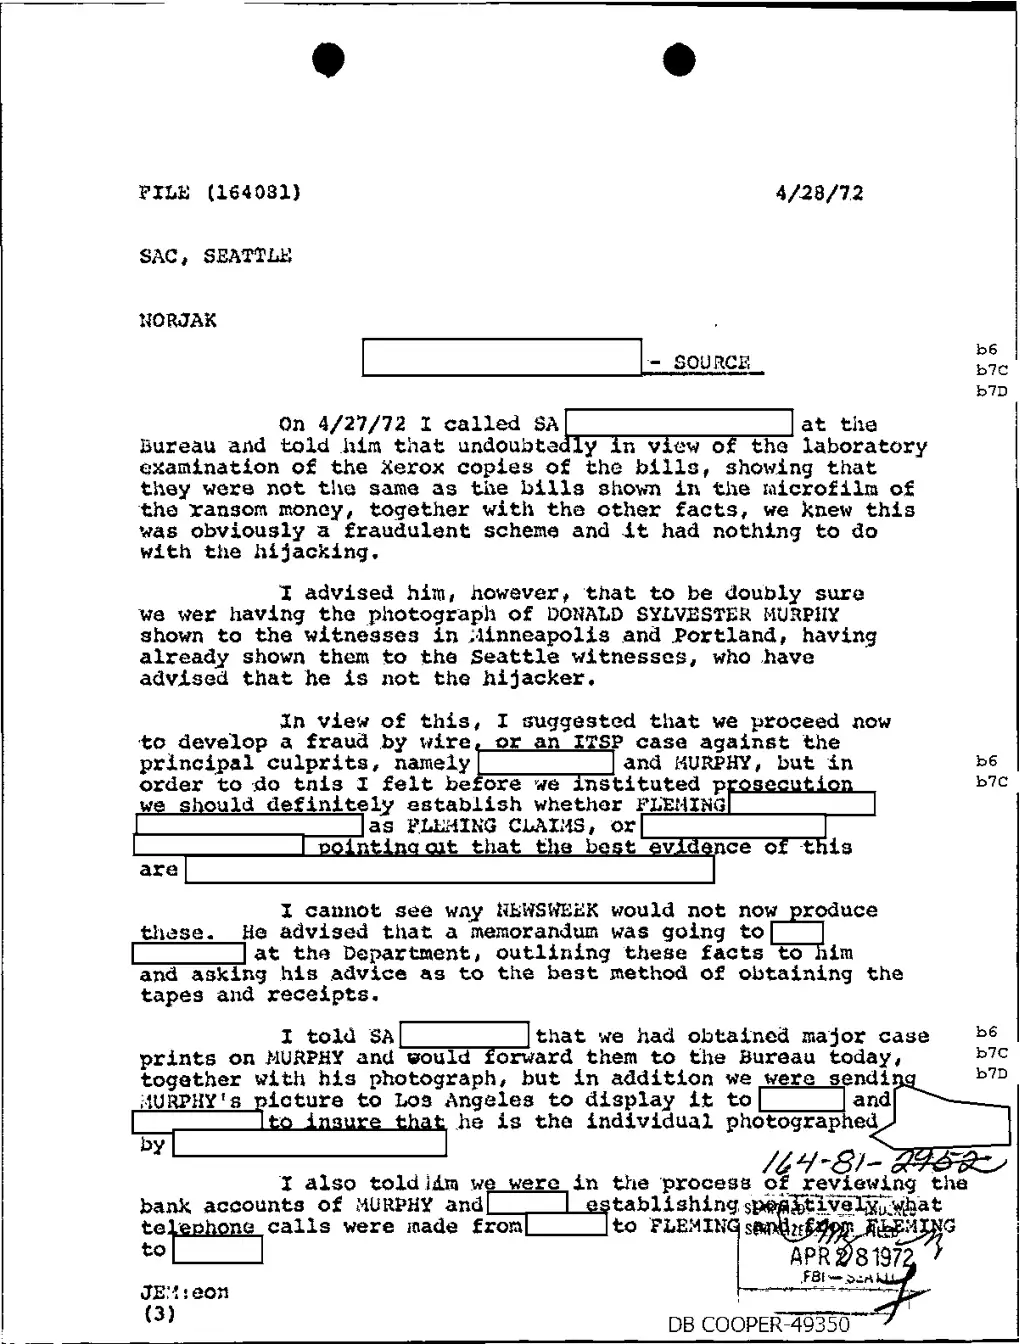 FILE (164081) 4/28/72
SAC, SEATTLE
NORJAK
- SOURCE
b6
b7C
b7D
On 4/27/72 I called SA at the
Bureau and told him that undoubtedly in view of the laboratory
examination of the Xerox copies of the bills, showing that
they were not the same as the bills shown in the microfilm of
the ransom money, together with the other facts, we knew this
was obviously a fraudulent scheme and it had nothing to do
with the hijacking.
I advised him, however, that to be doubly sure
we wer having the photograph of DONALD SYLVESTER MURPHY
shown to the witnesses in Minneapolis and Portland, having
already shown them to the Seattle witnesses, who have
advised that he is not the hijacker.
In view of this, I suggested that we proceed now
to develop a fraud by wire, or an ITSP case against the
principal culprits, namely and MURPHY, but in
b6
order to do tnis I felt before we instituted prosecution
b7C
we should definitely establish whether FLEMING
as FLEMING CLAIMS, or
pointing out that the best evidence of this
are
I cannot see way NEWSWEEK would not now produce
these. He advised that a memorandum was going to
at the Department, outlining these facts to him
and asking his advice as to the best method of obtaining the
tapes and receipts.
I told SA that we had obtained major case
b6
prints on MURPHY and would forward them to the Bureau today,
b7C
together with his photograph, but in addition we were sending
b7D
MURPHY's picture to Los Angeles to display it to and
to insure that he is the individual photographed
by
164-81-2952
I also told him we were in the process of reviewing the
bank accounts of MURPHY and establishing positively what
telephone calls were made from to FLEMING and from FLEMING
to
APR 28 1972
FBI -
JEM:eon
(3)
DB COOPER-49350